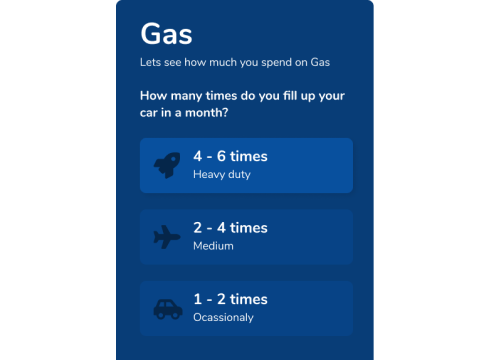 Gas
Lets see how much you spend on Gas
How many times do you fill up your
car in a month?
4 - 6 times
Heavy duty
2 - 4 times
Medium
1 - 2 times
Ocassionaly